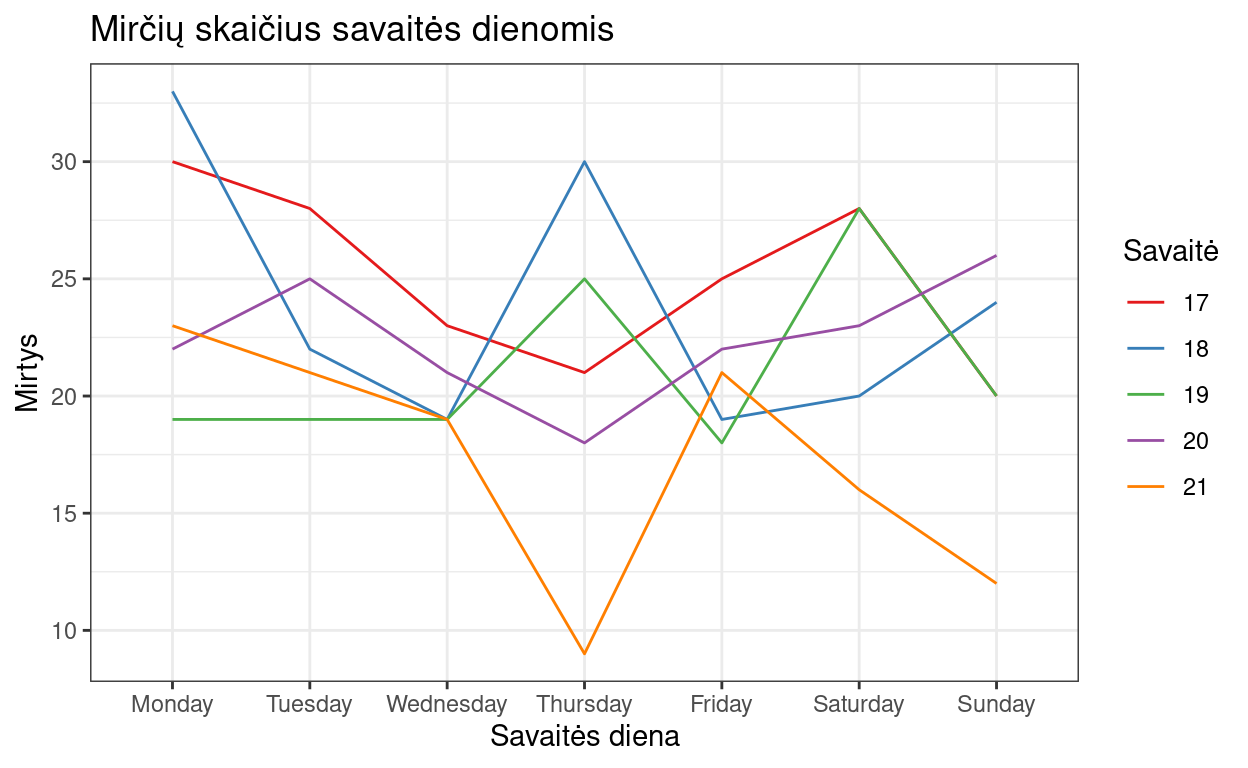 Mirčių skaičius savaitės dienomis
Mirtys
30
25
20
15
10
Monday Tuesday Wednesday Thursday Friday Saturday Sunday
Savaitės diena
Savaitė
17
18
19
20
21